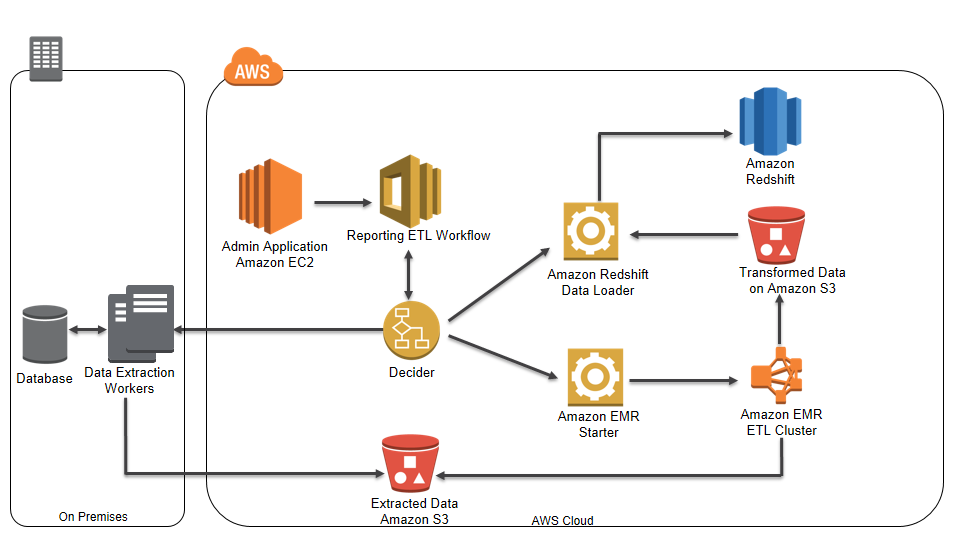 AWS
Amazon
Redshift
Admin Application
Amazon EC2
Reporting ETL Workflow
Amazon Redshift
Data Loader
Transformed Data
on Amazon S3
Database
Data Extraction
Workers
Decider
Amazon EMR
Starter
Amazon EMR
ETL Cluster
Extracted Data
Amazon S3
On Premises
AWS Cloud